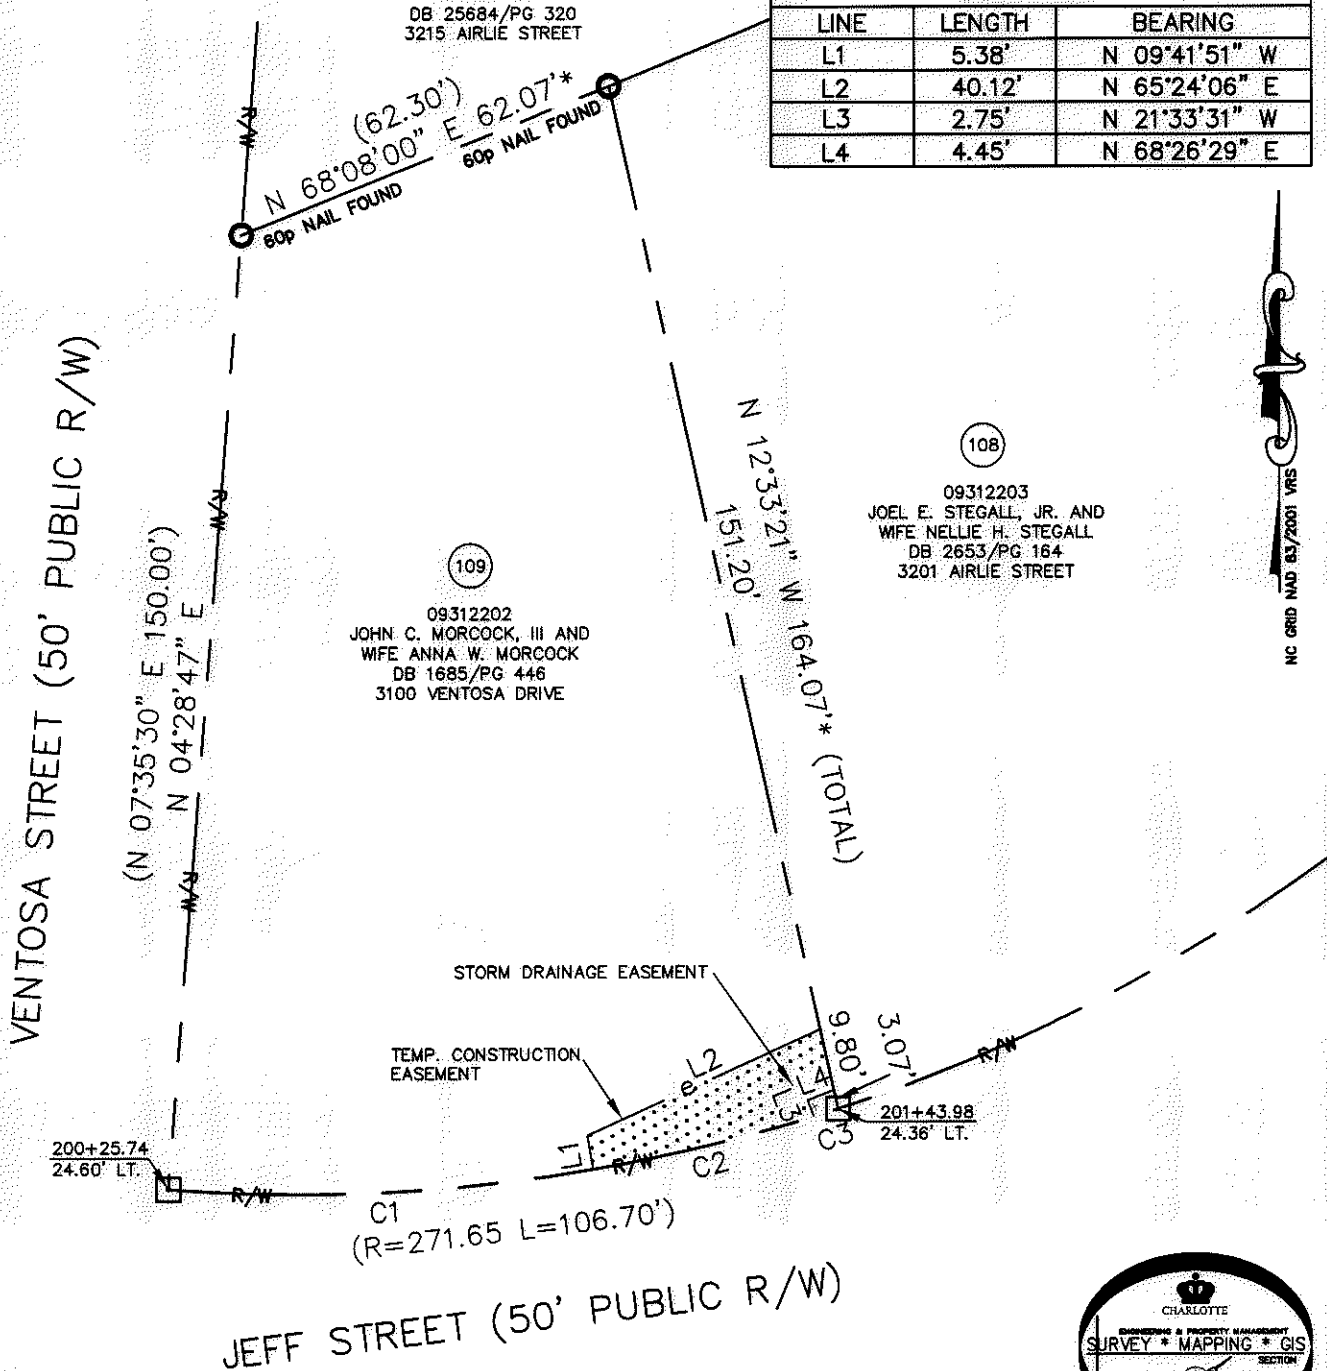 DB 25684/PG 320
3215 AIRLIE STREET
LINE LENGTH BEARING
L1 5.38' N 09°41'51" W
L2 40.12' N 65°24'06" E
L3 2.75' N 21°33'31" W
L4 4.45' N 68°26'29" E
R/W
(62.30')
N 68°08'00" E 62.07'*
60p NAIL FOUND
60p NAIL FOUND
VENTOSA STREET (50' PUBLIC R/W)
(N 07°35'30" E 150.00')
N 04°28'47" E
R/W
R/W
N 12°33'21" W 164.07'* (TOTAL)
151.20'
108
09312203
JOEL E. STEGALL, JR. AND
WIFE NELLIE H. STEGALL
DB 2653/PG 164
3201 AIRLIE STREET
NC GRID NAD 83/2001 VRS
109
09312202
JOHN C. MORCOCK, III AND
WIFE ANNA W. MORCOCK
DB 1685/PG 446
3100 VENTOSA DRIVE
STORM DRAINAGE EASEMENT
TEMP. CONSTRUCTION
EASEMENT
e
L2
L4
L3
L1
9.80'
3.07'
R/W
201+43.98
24.36' LT.
C3
C2
R/W
200+25.74
24.60' LT.
R/W
C1
(R=271.65 L=106.70')
JEFF STREET (50' PUBLIC R/W)
CHARLOTTE
ENGINEERING & PROPERTY MANAGEMENT
SURVEY * MAPPING * GIS
SECTION